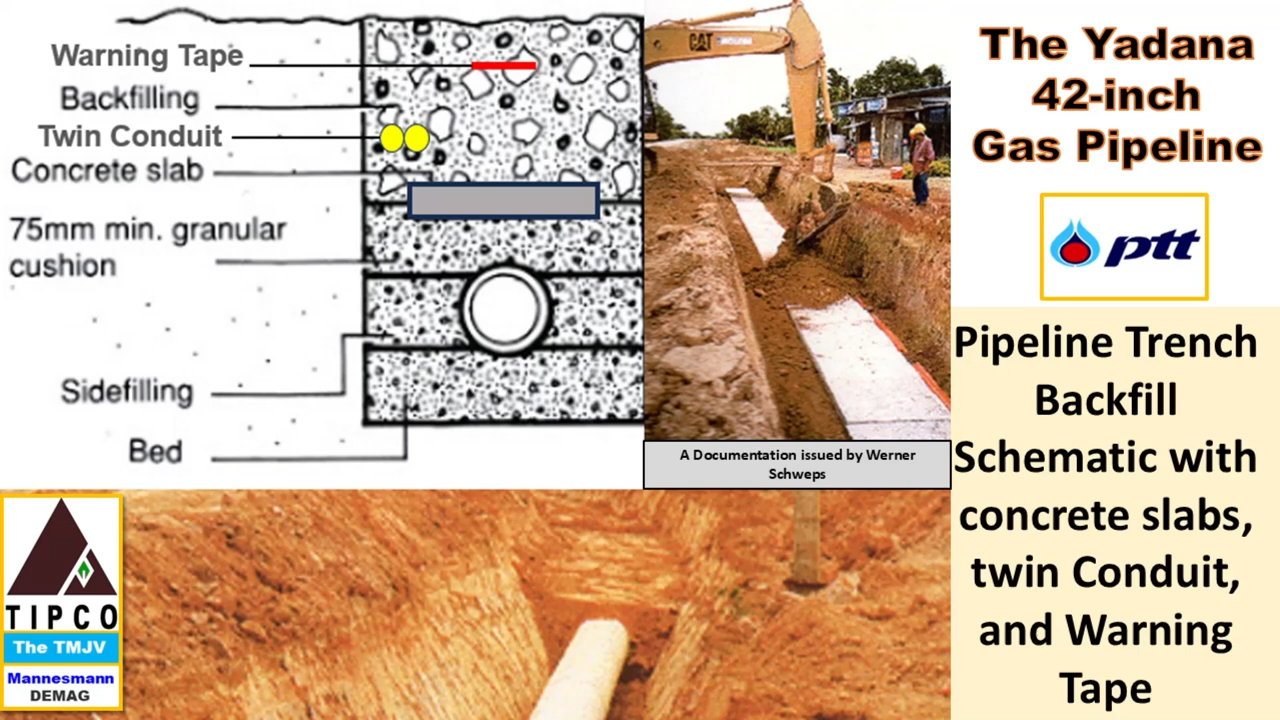 Warning Tape
Backfilling
Twin Conduit
Concrete slab
75mm min. granular
cushion
Sidefilling
Bed
CAT
A Documentation issued by Werner
Schweps
The Yadana
42-inch
Gas Pipeline
ptt
Pipeline Trench
Backfill
Schematic with
concrete slabs,
twin Conduit,
and Warning
Tape
TIPCO
The TMJV
Mannesmann
DEMAG